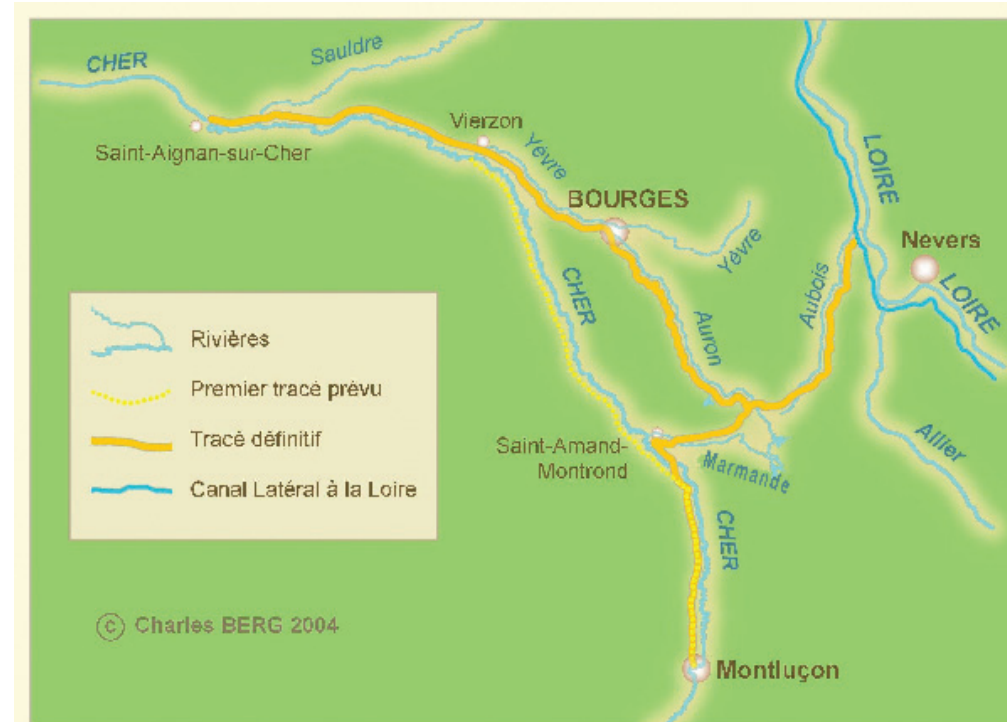 CHER
Sauldre
Saint-Aignan-sur-Cher
Vierzon
Yèvre
BOURGES
Yèvre
LOIRE
Nevers
LOIRE
CHER
Auron
Aubois
Allier
Saint-Amand-
Montrond
Marmande
CHER
Montluçon
Rivières
Premier tracé prévu
Tracé définitif
Canal Latéral à la Loire
© Charles BERG 2004